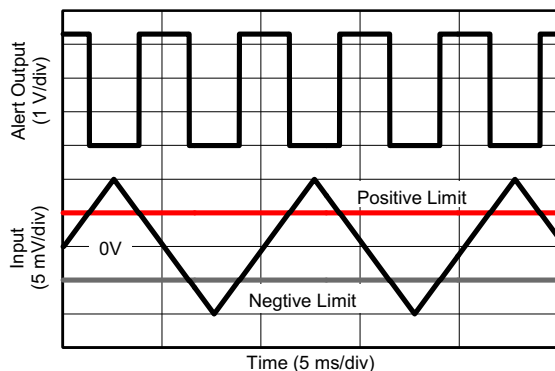 Alert Output
(1 V/div)
Positive Limit
Input
(5 mV/div)
0V
Negtive Limit
Time (5 ms/div)